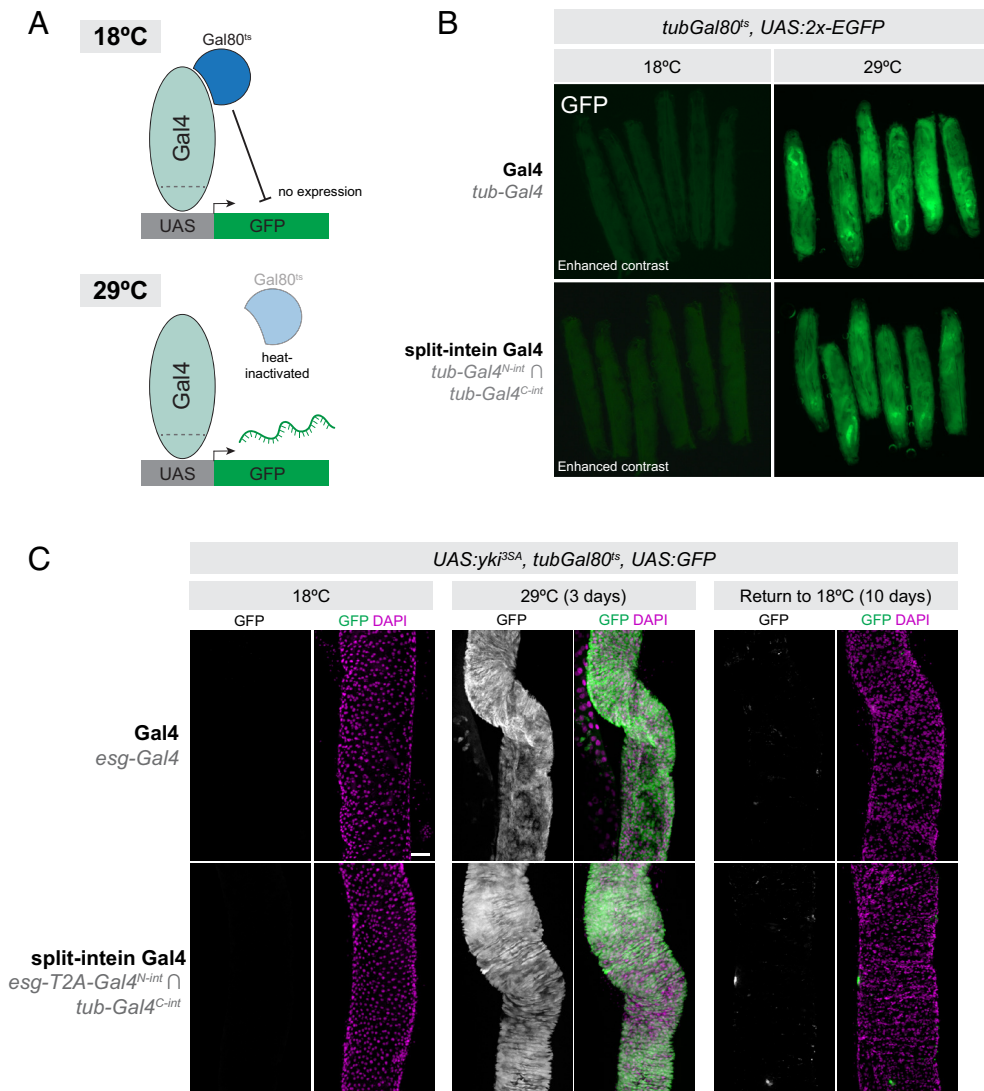 A
18ºC
Gal80ts
Gal4
no expression
UAS
GFP
29ºC
Gal80ts
heat-
inactivated
Gal4
UAS
GFP
B
tubGal80ts, UAS:2x-EGFP
18ºC
29ºC
GFP
Gal4
tub-Gal4
Enhanced contrast
split-intein Gal4
tub-Gal4N-int ∩
tub-Gal4C-int
Enhanced contrast
C
UAS:yki3SA, tubGal80ts, UAS:GFP
18ºC
29ºC (3 days)
Return to 18ºC (10 days)
GFP
GFP DAPI
GFP
GFP DAPI
GFP
GFP DAPI
Gal4
esg-Gal4
split-intein Gal4
esg-T2A-Gal4N-int ∩
tub-Gal4C-int